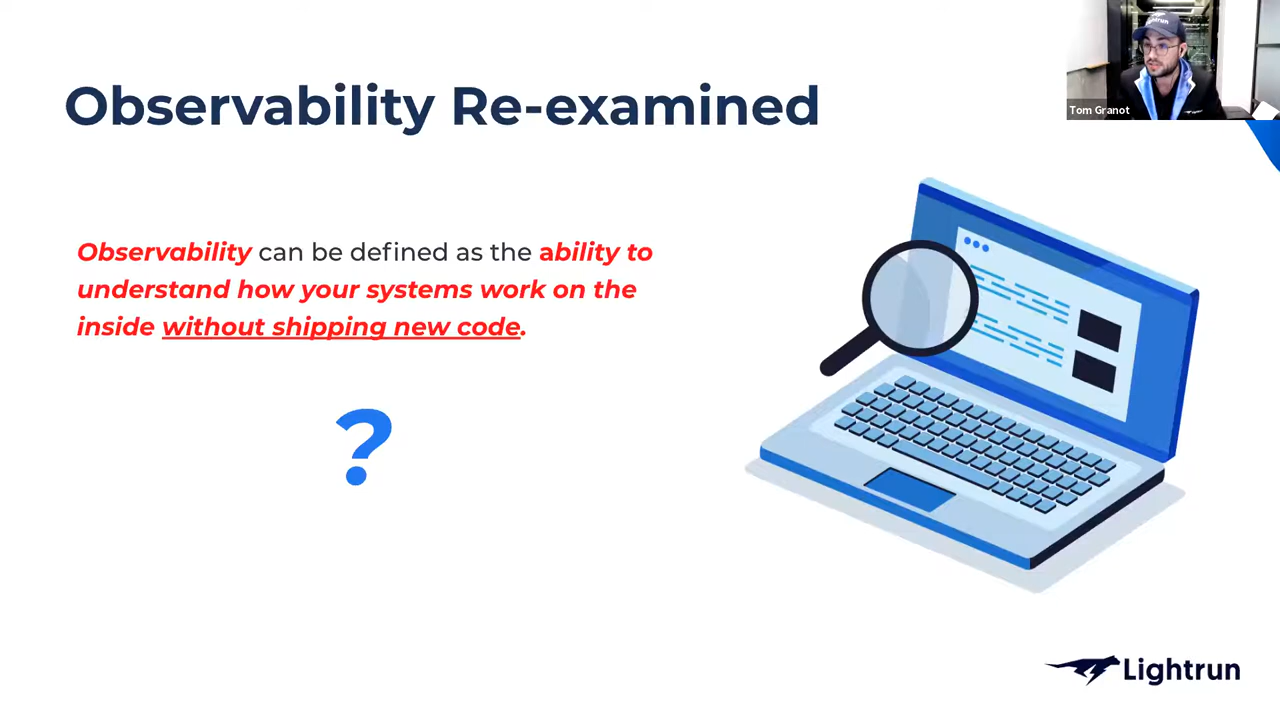 Observability Re-examined
Lightrun
Tom Granot
Observability can be defined as the ability to
understand how your systems work on the
inside without shipping new code.
?
Lightrun